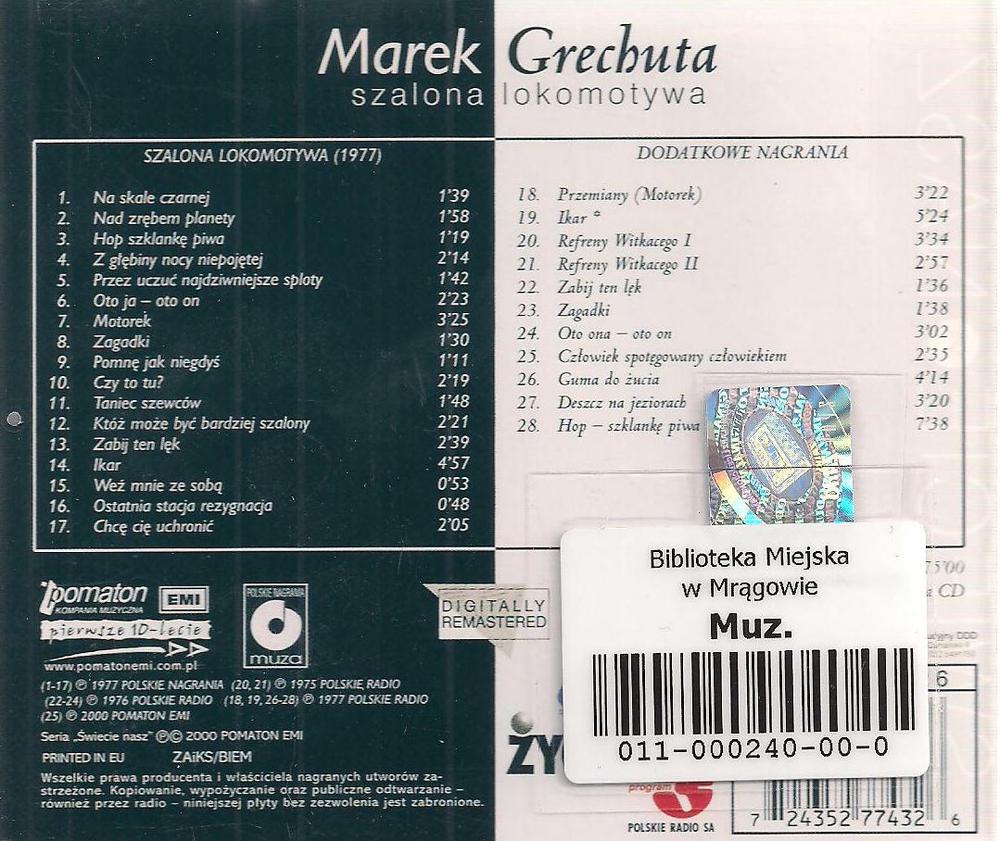 Marek Grechuta
szalona lokomotywa
SZALONA LOKOMOTYWA (1977)
1. Na skale czarnej 1'39
2. Nad zrębem planety 1'58
3. Hop szklankę piwa 1'19
4. Z głębiny nocy niepojętej 2'14
5. Przez uczuć najdziwniejsze sploty 1'42
6. Oto ja – oto on 2'23
7. Motorek 3'25
8. Zagadki 1'30
9. Pomnę jak niegdyś 1'11
10. Czy to tu? 2'19
11. Taniec szewców 1'48
12. Któż może być bardziej szalony 2'21
13. Zabij ten lęk 2'39
14. Ikar 4'57
15. Weź mnie ze sobą 0'53
16. Ostatnia stacja rezygnacja 0'48
17. Chcę cię uchronić 2'05
DODATKOWE NAGRANIA
18. Przemiany (Motorek) 3'22
19. Ikar * 5'24
20. Refreny Witkacego I 3'34
21. Refreny Witkacego II 2'57
22. Zabij ten lęk 1'36
23. Zagadki 1'38
24. Oto ona – oto on 3'02
25. Człowiek spotęgowany człowiekiem 2'35
26. Guma do żucia 4'14
27. Deszcz na jeziorach 3'20
28. Hop – szklankę piwa 7'38
75'00
CD
pomaton EMI
KOMPANIA MUZYCZNA
pierwsze 10-lecie
www.pomatonemi.com.pl
POLSKIE NAGRANIA
muza
DIGITALLY
REMASTERED
(1-17) ℗ 1977 POLSKIE NAGRANIA (20, 21) ℗ 1975 POLSKIE RADIO
(22-24) ℗ 1976 POLSKIE RADIO (18, 19, 26-28) ℗ 1977 POLSKIE RADIO
(25) ℗ 2000 POMATON EMI
Seria „Świecie nasz" ℗© 2000 POMATON EMI
PRINTED IN EU ZAiKS/BIEM
Wszelkie prawa producenta i właściciela nagranych utworów za-
strzeżone. Kopiowanie, wypożyczanie oraz publiczne odtwarzanie –
również przez radio – niniejszej płyty bez zezwolenia jest zabronione.
Biblioteka Miejska
w Mrągowie
Muz.
011-000240-00-0
ŻY
program
POLSKIE RADIO SA
6
7 24352 77432 6